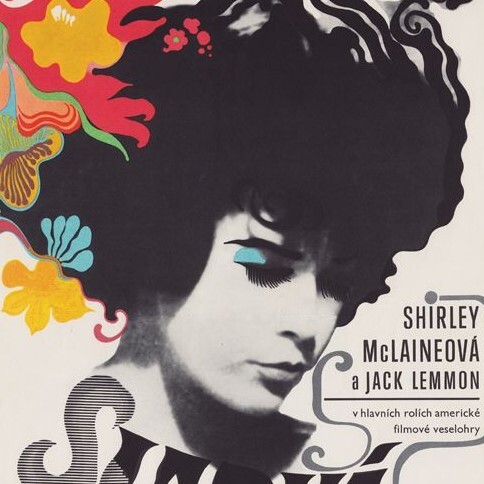 SHIRLEY
McLAINEOVÁ
a JACK LEMMON
v hlavních rolích americké
filmové veselohry